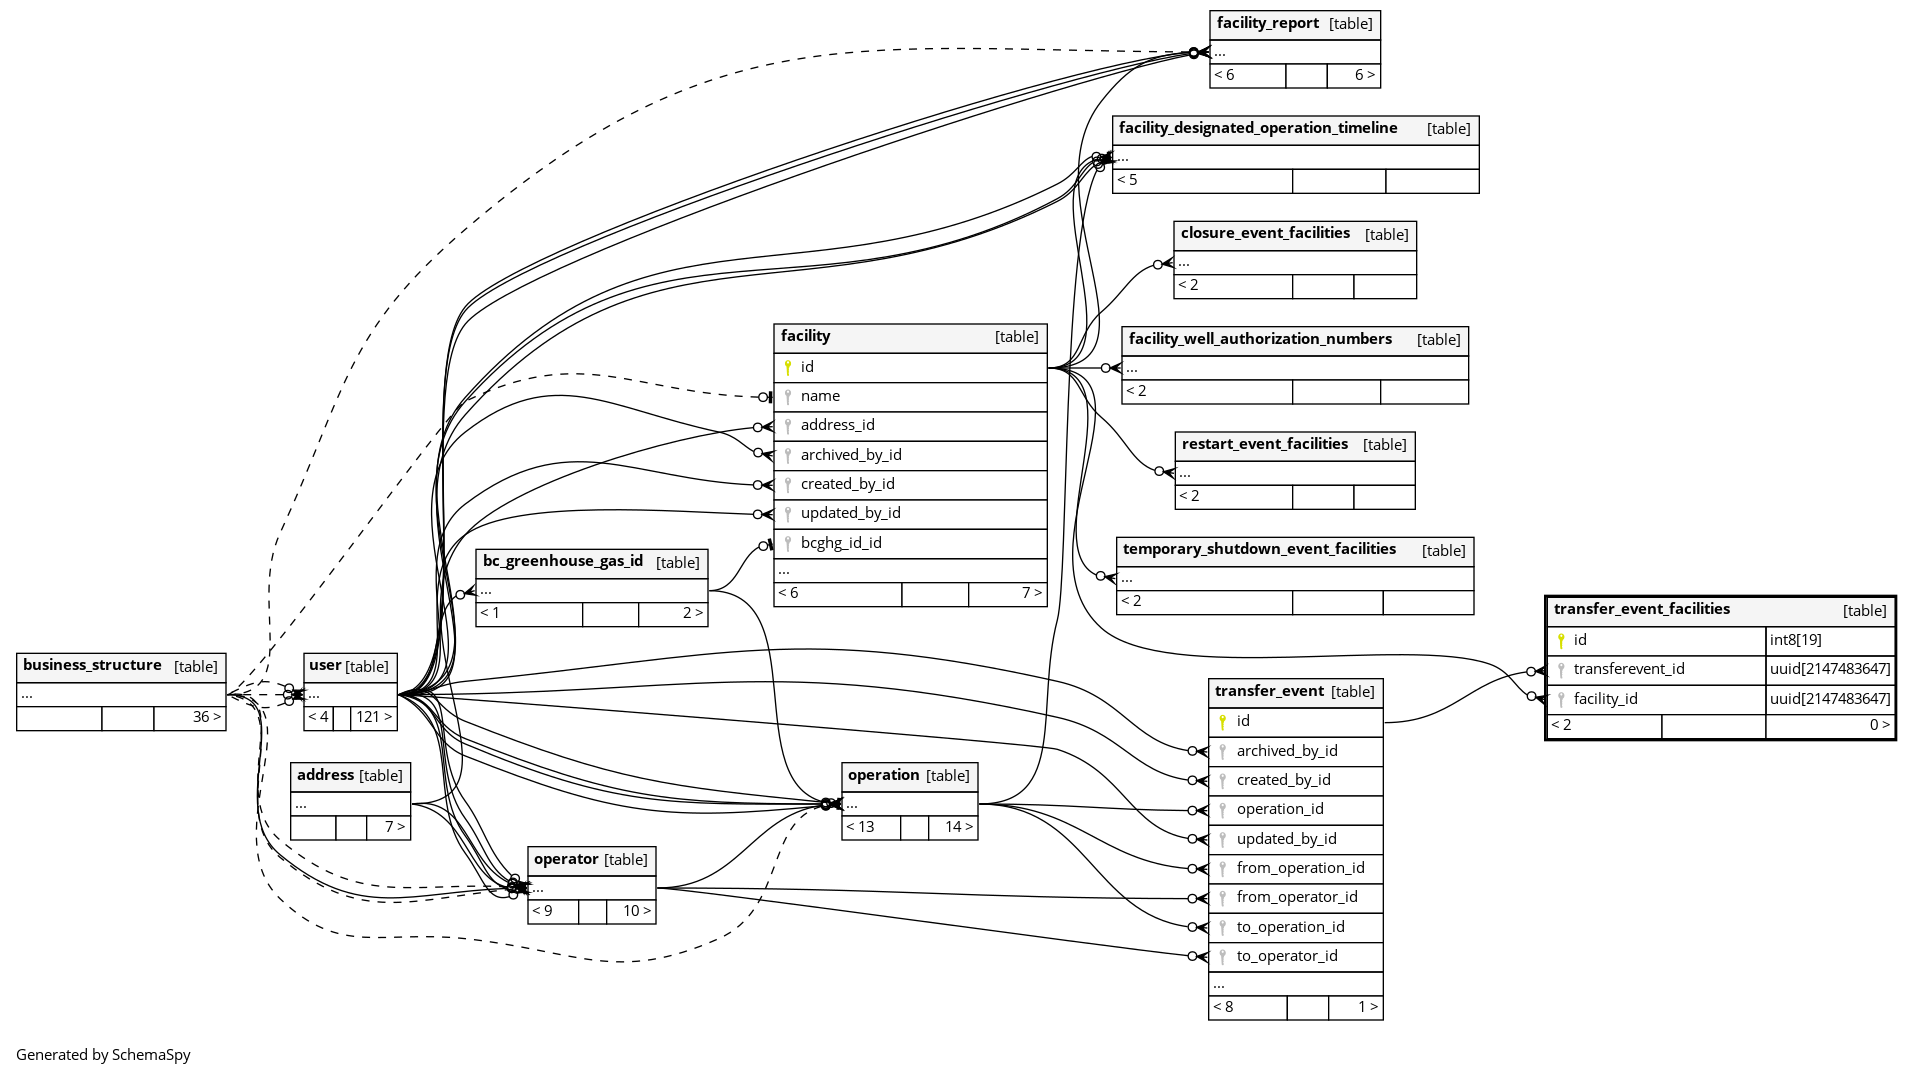 facility_report [table]
...
< 6 6 >
facility_designated_operation_timeline [table]
...
< 5
closure_event_facilities [table]
...
< 2
facility_well_authorization_numbers [table]
...
< 2
restart_event_facilities [table]
...
< 2
temporary_shutdown_event_facilities [table]
...
< 2
facility [table]
id
name
address_id
archived_by_id
created_by_id
updated_by_id
bcghg_id_id
...
< 6 7 >
bc_greenhouse_gas_id [table]
...
< 1 2 >
business_structure [table]
...
36 >
user [table]
...
< 4 121 >
address [table]
...
7 >
operator [table]
...
< 9 10 >
operation [table]
...
< 13 14 >
transfer_event [table]
id
archived_by_id
created_by_id
operation_id
updated_by_id
from_operation_id
from_operator_id
to_operation_id
to_operator_id
...
< 8 1 >
transfer_event_facilities [table]
id int8[19]
transferevent_id uuid[2147483647]
facility_id uuid[2147483647]
< 2 0 >
Generated by SchemaSpy